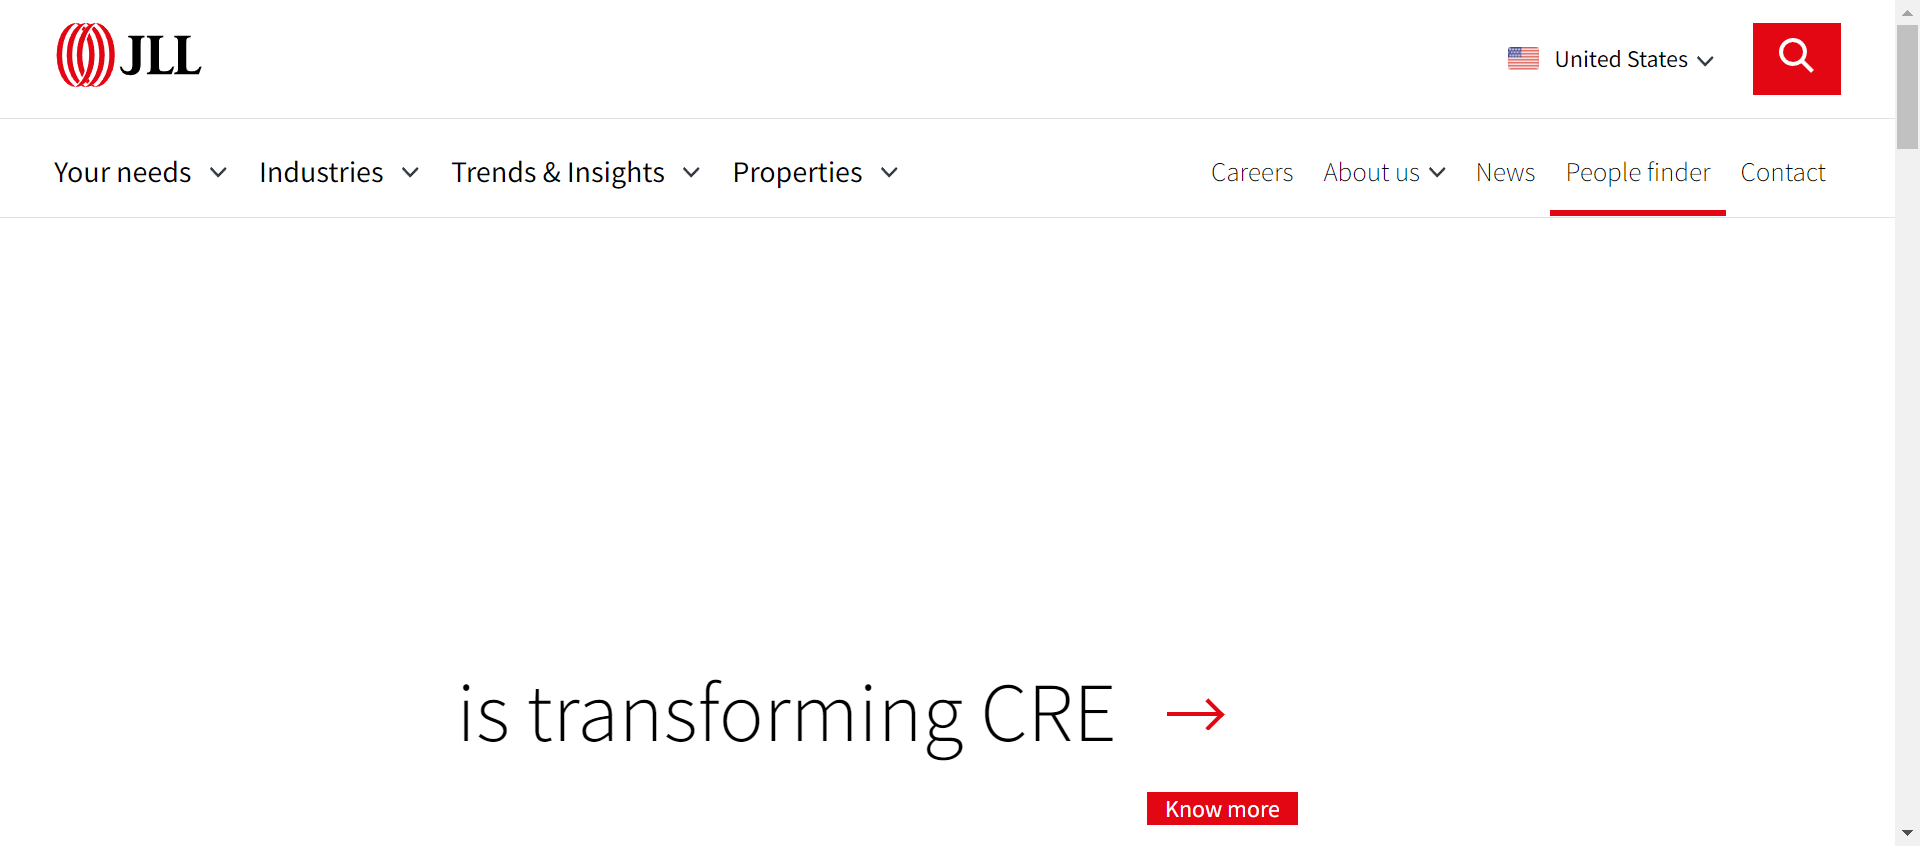 JLL
United States
Your needs Industries Trends & Insights Properties Careers About us News People finder Contact
is transforming CRE
Know more